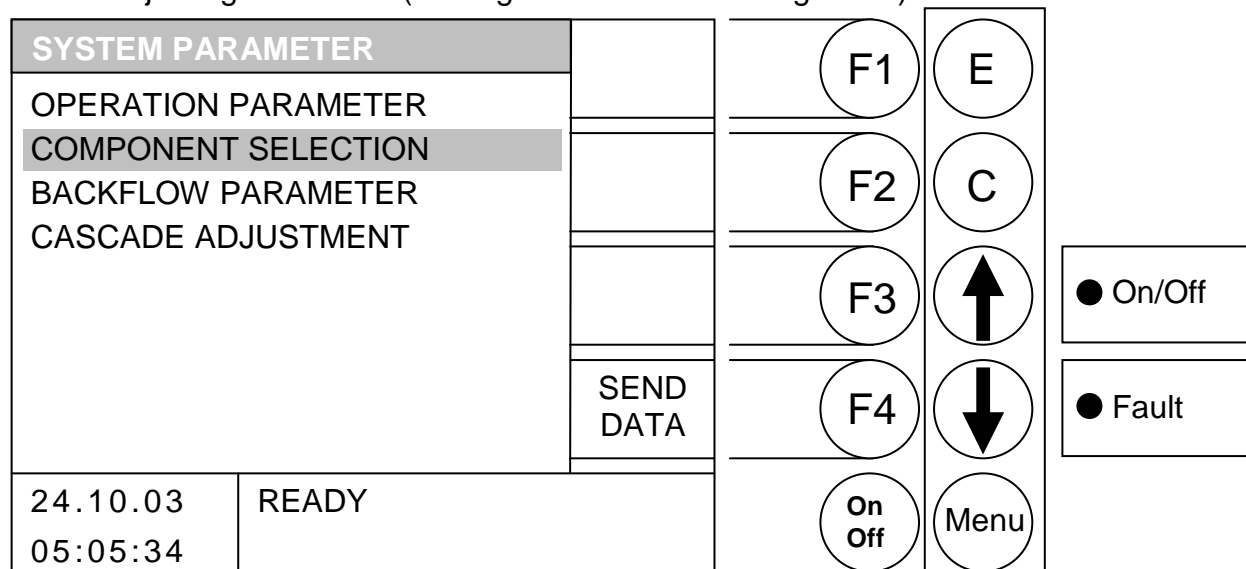 SYSTEM PARAMETER
OPERATION PARAMETER
COMPONENT SELECTION
BACKFLOW PARAMETER
CASCADE ADJUSTMENT
SEND
DATA
24.10.03
05:05:34
READY
F1
E
F2
C
F3
F4
On
Off
Menu
On/Off
Fault